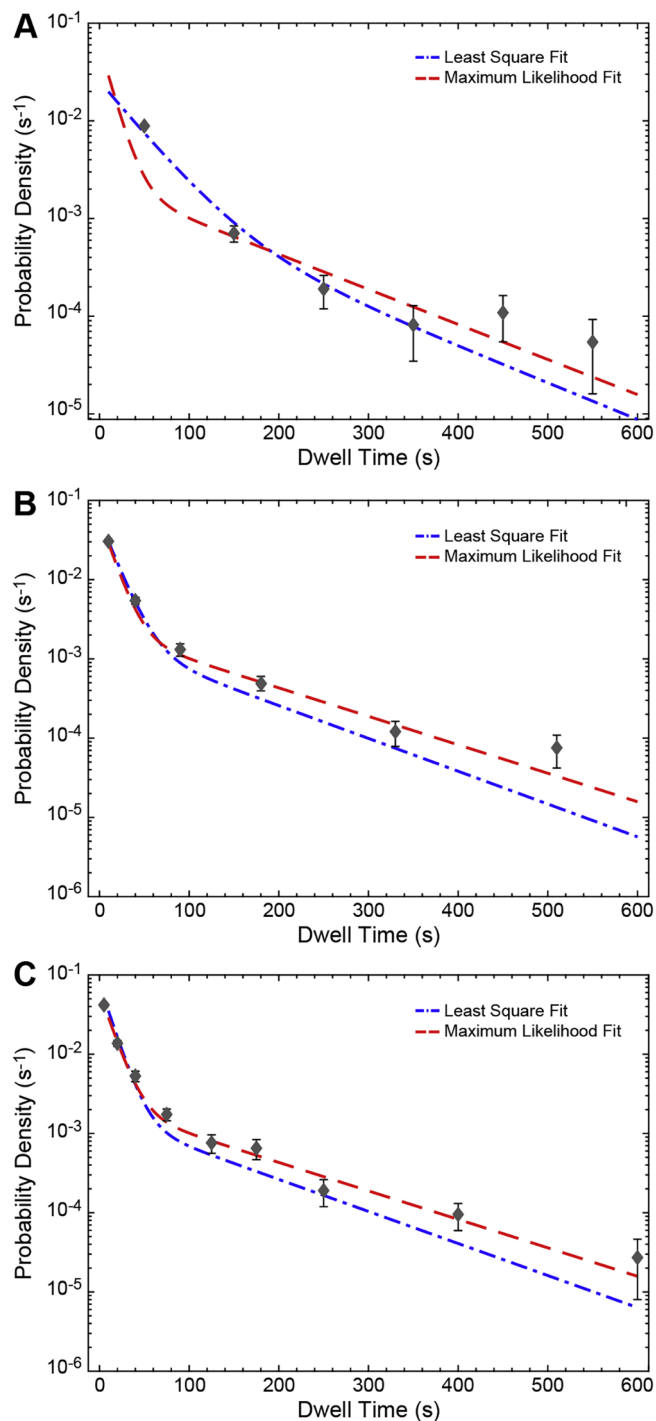 A
Probability Density (s⁻¹)
10⁻¹
10⁻²
10⁻³
10⁻⁴
10⁻⁵
Least Square Fit
Maximum Likelihood Fit
0 100 200 300 400 500 600
Dwell Time (s)
B
Probability Density (s⁻¹)
10⁻¹
10⁻²
10⁻³
10⁻⁴
10⁻⁵
10⁻⁶
Least Square Fit
Maximum Likelihood Fit
0 100 200 300 400 500 600
Dwell Time (s)
C
Probability Density (s⁻¹)
10⁻¹
10⁻²
10⁻³
10⁻⁴
10⁻⁵
10⁻⁶
Least Square Fit
Maximum Likelihood Fit
0 100 200 300 400 500 600
Dwell Time (s)